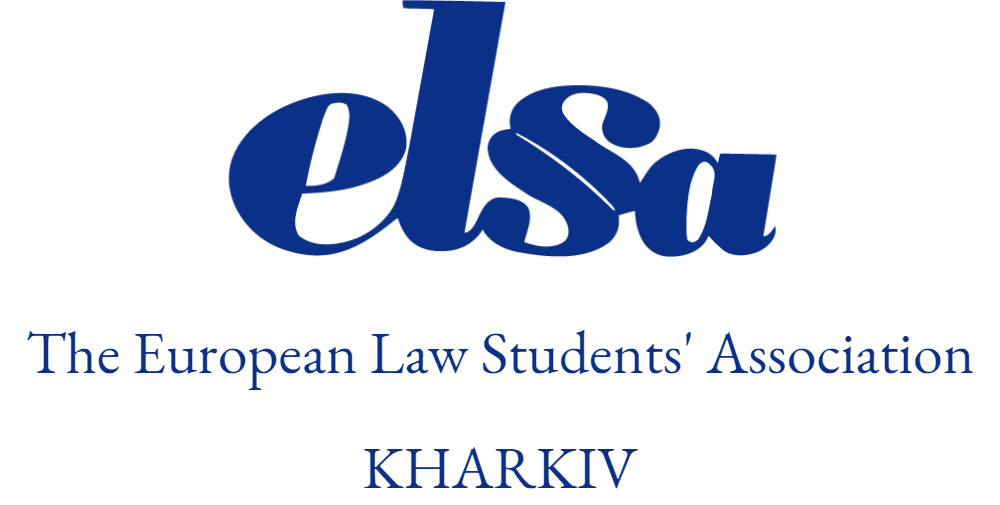 elsa
The European Law Students' Association
KHARKIV